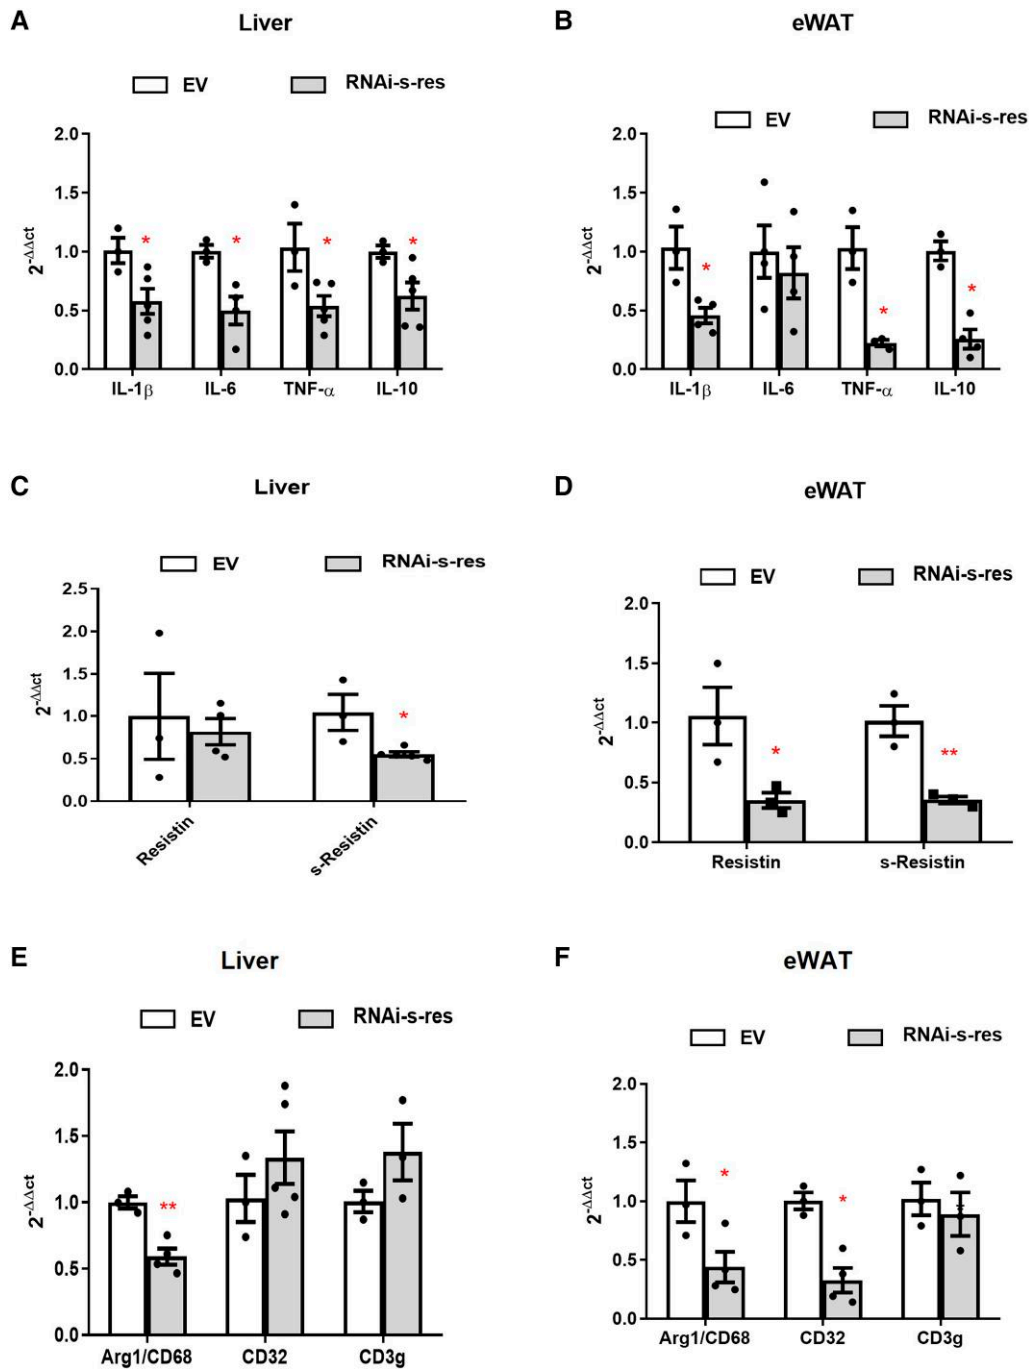 A
Liver
EV
RNAi-s-res
2.0
1.5
1.0
0.5
0.0
2-ΔΔct
*
*
*
*
IL-1β
IL-6
TNF-α
IL-10
B
eWAT
EV
RNAi-s-res
2.0
1.5
1.0
0.5
0.0
2-ΔΔct
*
*
*
IL-1β
IL-6
TNF-α
IL-10
C
Liver
EV
RNAi-s-res
2.5
2.0
1.5
1.0
0.5
0.0
2-ΔΔct
*
Resistin
s-Resistin
D
eWAT
EV
RNAi-s-res
2.0
1.5
1.0
0.5
0.0
2-ΔΔct
*
**
Resistin
s-Resistin
E
Liver
EV
RNAi-s-res
2.0
1.5
1.0
0.5
0.0
2-ΔΔct
**
Arg1/CD68
CD32
CD3g
F
eWAT
EV
RNAi-s-res
2.0
1.5
1.0
0.5
0.0
2-ΔΔct
*
*
Arg1/CD68
CD32
CD3g